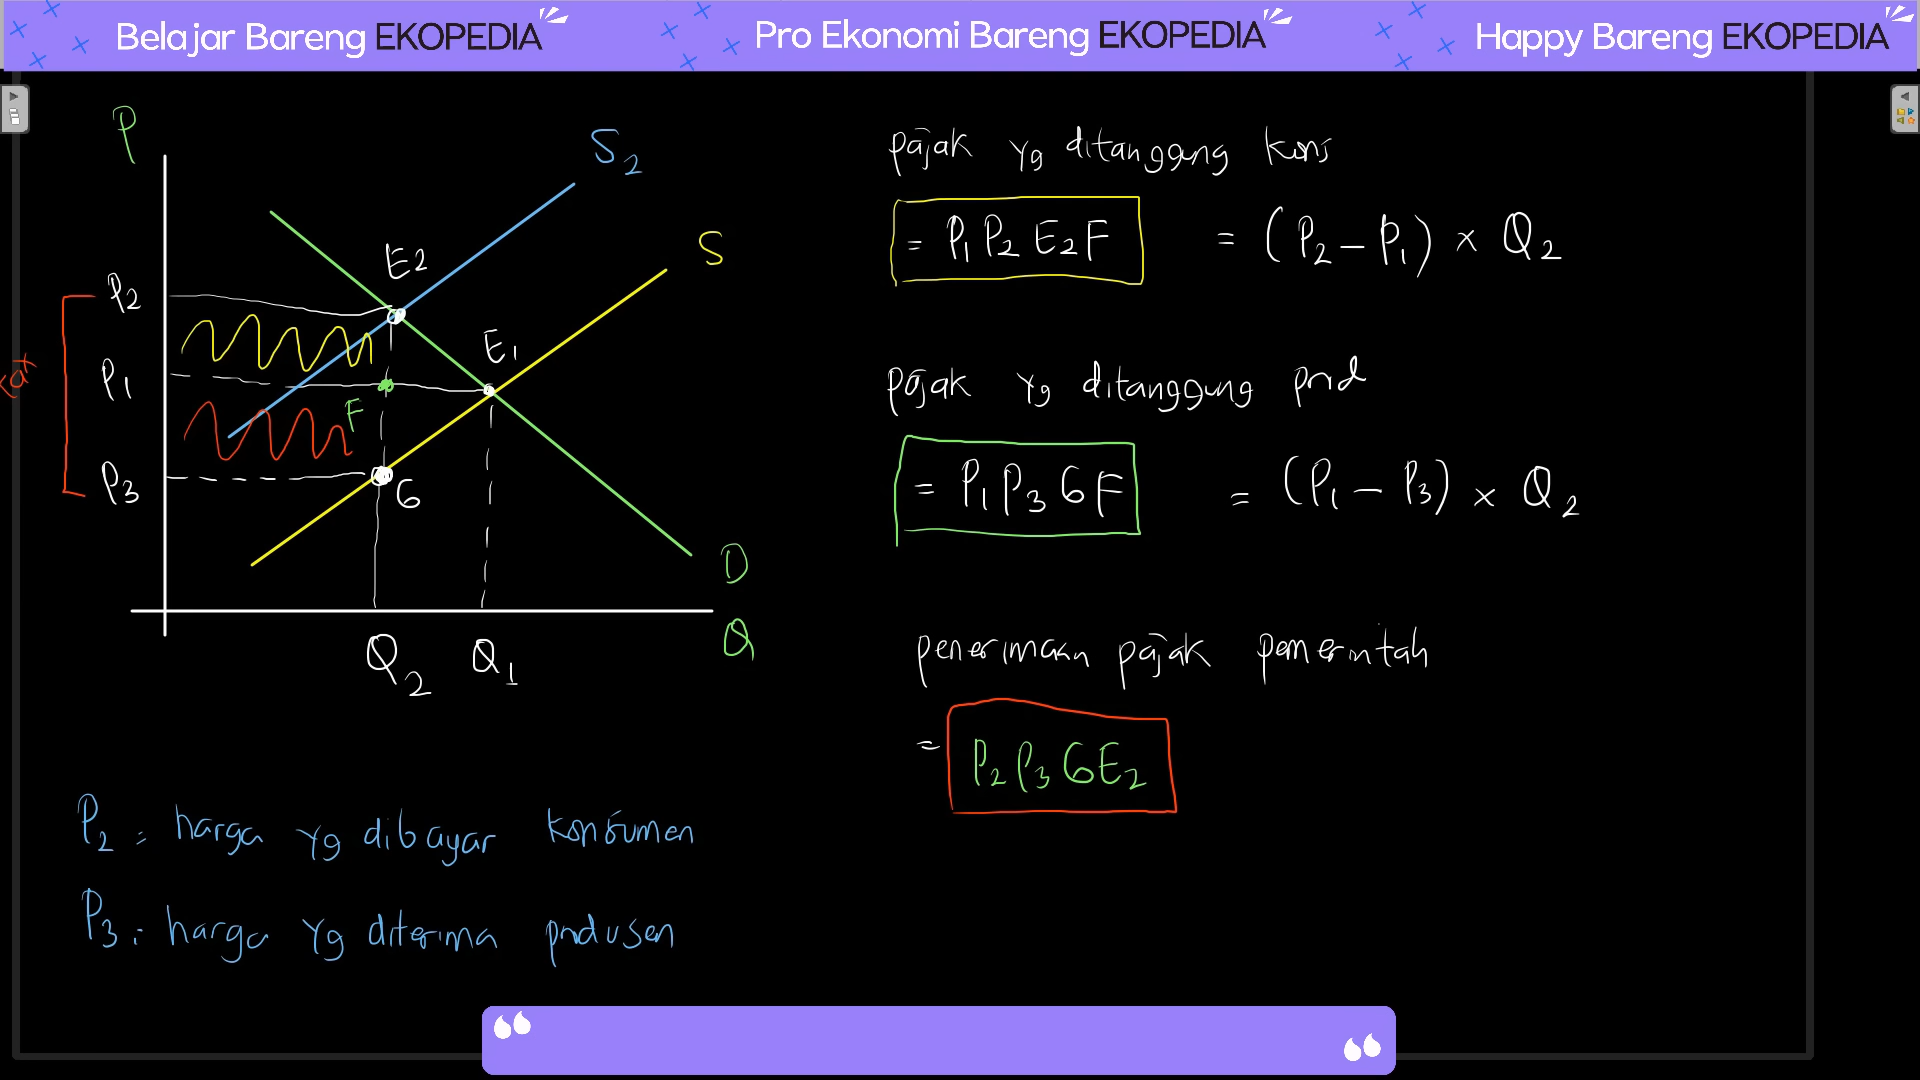 Belajar Bareng EKOPEDIA
Pro Ekonomi Bareng EKOPEDIA
Happy Bareng EKOPEDIA
P
S2
S
E2
P2
E1
P1
F
P3
G
D
Q
Q2
Q1
P2 = harga yg dibayar konsumen
P3 : harga yg diterima produsen
pajak yg ditanggung kons
= P1 P2 E2 F = (P2 - P1) x Q2
pajak yg ditanggung prod
= P1 P3 G F = (P1 - P3) x Q2
penerimaan pajak pemerintah
= P2 P3 G E2